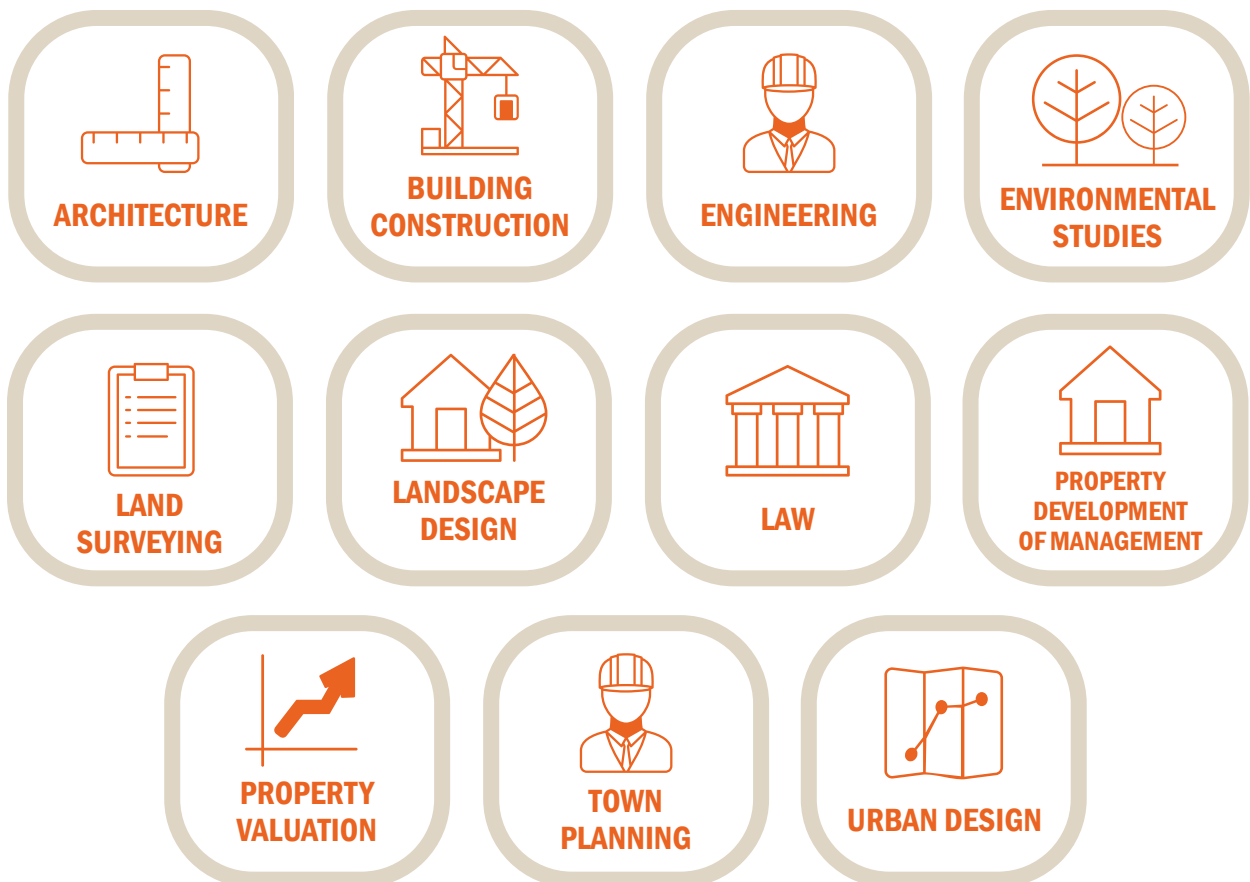 ARCHITECTURE
BUILDING
CONSTRUCTION
ENGINEERING
ENVIRONMENTAL
STUDIES
LAND
SURVEYING
LANDSCAPE
DESIGN
LAW
PROPERTY
DEVELOPMENT
OF MANAGEMENT
PROPERTY
VALUATION
TOWN
PLANNING
URBAN DESIGN